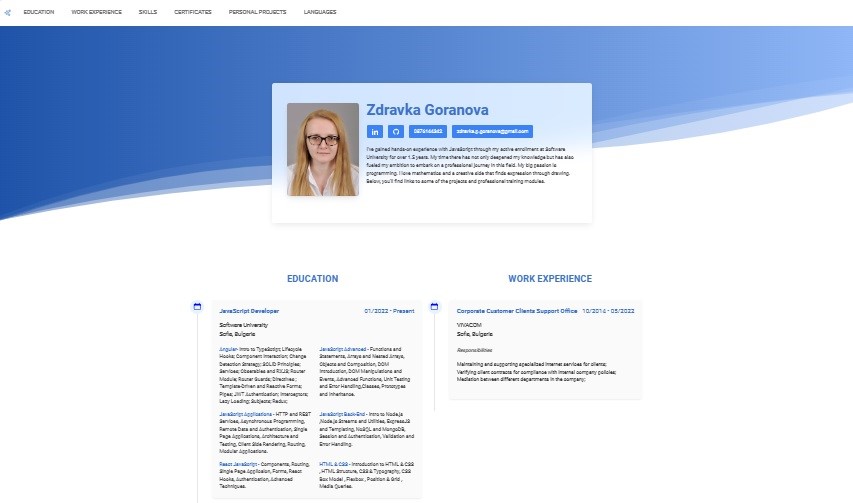 EDUCATION WORK EXPERIENCE SKILLS CERTIFICATES PERSONAL PROJECTS LANGUAGES
Zdravka Goranova
in
I've gained hands-on experience with JavaScript through my active enrollment at Software
University for over 1.5 years. My time there has not only deepened my knowledge but has also
fueled my ambition to embark on a professional journey in this field. My big passion is
programming. I love mathematics and a creative side that finds expression through drawing.
Below, you'll find links to some of the projects and professional training modules.
EDUCATION
JavaScript Developer 01/2022 - Present
Software University
Sofia, Bulgaria
Angular- Intro to TypeScript; Lifecycle
Hooks; Component Interaction; Change
Detection Strategy; SOLID Principles;
Services; Obserables and RXJS; Router
Module; Router Guards; Directives;
Template-Driven and Reactive Forms;
Pipes; JWT Authentication; Interceptors;
Lazy Loading; Subjects; Redux;
JavaScript Advanced - Functions and
Statements, Arrays and Nested Arrays,
Objects and Composition, DOM
Introduction, DOM Manipulations and
Events, Advanced Functions, Unit Testing
and Error Handling,Classes, Prototypes
and Inheritance.
JavaScript Applications - HTTP and REST
Services, Asynchronous Programming,
Remote Data and Authentication, Single
Page Applications, Architecture and
Testing, Client Side Rendering, Routing,
Modular Applications.
JavaScript Back-End - Intro to Node.js
,Node.js Streams and Utilities, ExpressJS
and Templating, NoSQL and MongoDB,
Session and Authentication, Validation and
Error Handling.
React JavaScript - Components, Routing,
Single Page Application, Forms, React
Hooks, Authentication, Advanced
Techniques.
HTML & CSS - Introduction to HTML & CSS
, HTML Structure, CSS & Typography, CSS
Box Model , Flexbox , Position & Grid ,
Media Queries.
WORK EXPERIENCE
Corporate Customer Clients Support Office 10/2014 - 05/2022
VIVACOM
Sofia, Bulgaria
Responsibilities
Maintaining and supporting specialized internet services for clients;
Verifying client contracts for compliance with internal company policies;
Mediation between different departments in the company;